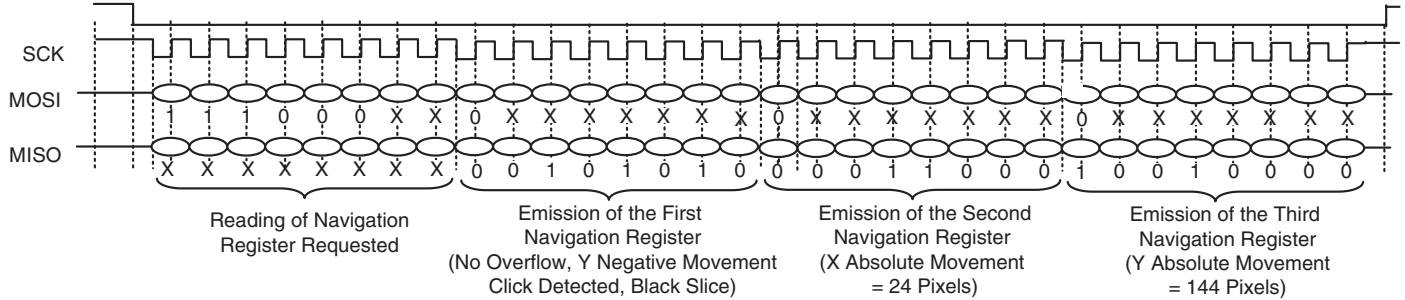 SCK
MOSI
1 1 1 0 0 0 X X 0 X X X X X X X 0 X X X X X X X 0 X X X X X X X
MISO
X X X X X X X X 0 0 1 0 1 0 1 0 0 0 0 1 1 0 0 0 1 0 0 1 0 0 0 0
Reading of Navigation
Register Requested
Emission of the First
Navigation Register
(No Overflow, Y Negative Movement
Click Detected, Black Slice)
Emission of the Second
Navigation Register
(X Absolute Movement
= 24 Pixels)
Emission of the Third
Navigation Register
(Y Absolute Movement
= 144 Pixels)